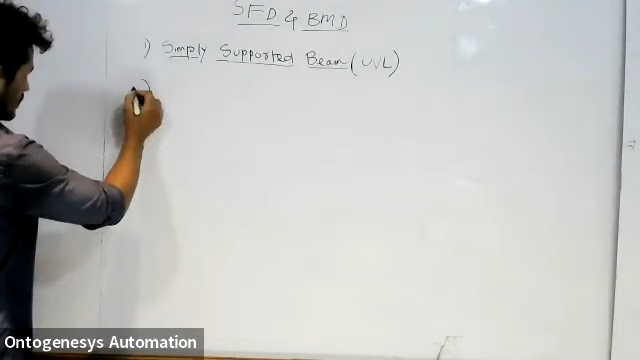 SFD & BMD
1) Simply Supported Beam (UVL)
Ontogenesys Automation